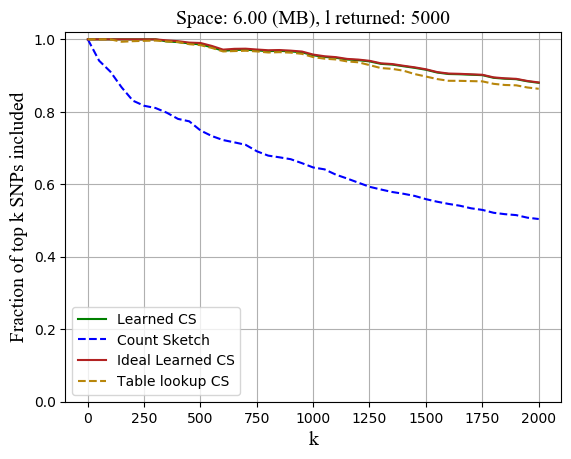 Space: 6.00 (MB), l returned: 5000
Fraction of top k SNPs included
1.0
0.8
0.6
0.4
0.2
0.0
Learned CS
Count Sketch
Ideal Learned CS
Table lookup CS
0 250 500 750 1000 1250 1500 1750 2000
k